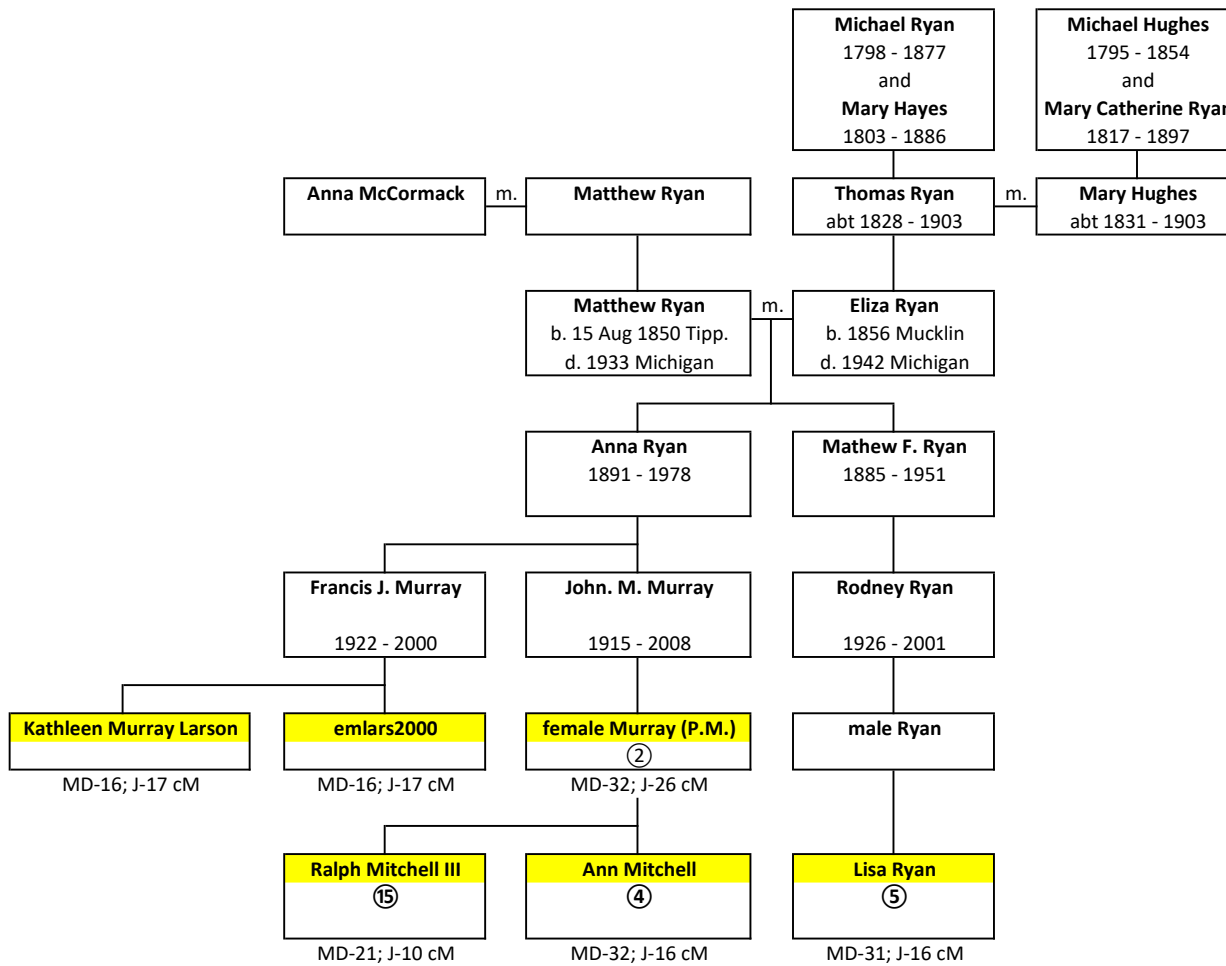 Michael Ryan
1798 - 1877
and
Mary Hayes
1803 - 1886
Michael Hughes
1795 - 1854
and
Mary Catherine Ryan
1817 - 1897
Anna McCormack
m.
Matthew Ryan
Thomas Ryan
abt 1828 - 1903
m.
Mary Hughes
abt 1831 - 1903
Matthew Ryan
b. 15 Aug 1850 Tipp.
d. 1933 Michigan
m.
Eliza Ryan
b. 1856 Mucklin
d. 1942 Michigan
Anna Ryan
1891 - 1978
Mathew F. Ryan
1885 - 1951
Francis J. Murray
1922 - 2000
John. M. Murray
1915 - 2008
Rodney Ryan
1926 - 2001
Kathleen Murray Larson
MD-16; J-17 cM
emlars2000
MD-16; J-17 cM
female Murray (P.M.)
②
MD-32; J-26 cM
male Ryan
Ralph Mitchell III
⑮
MD-21; J-10 cM
Ann Mitchell
④
MD-32; J-16 cM
Lisa Ryan
⑤
MD-31; J-16 cM